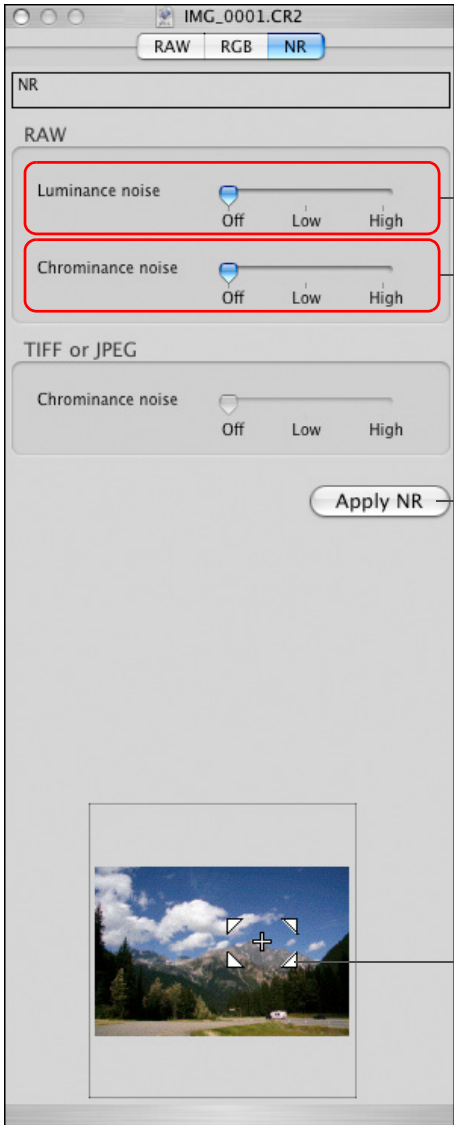 IMG_0001.CR2
RAW RGB NR
NR
RAW
Luminance noise
Off Low High
Chrominance noise
Off Low High
TIFF or JPEG
Chrominance noise
Off Low High
Apply NR